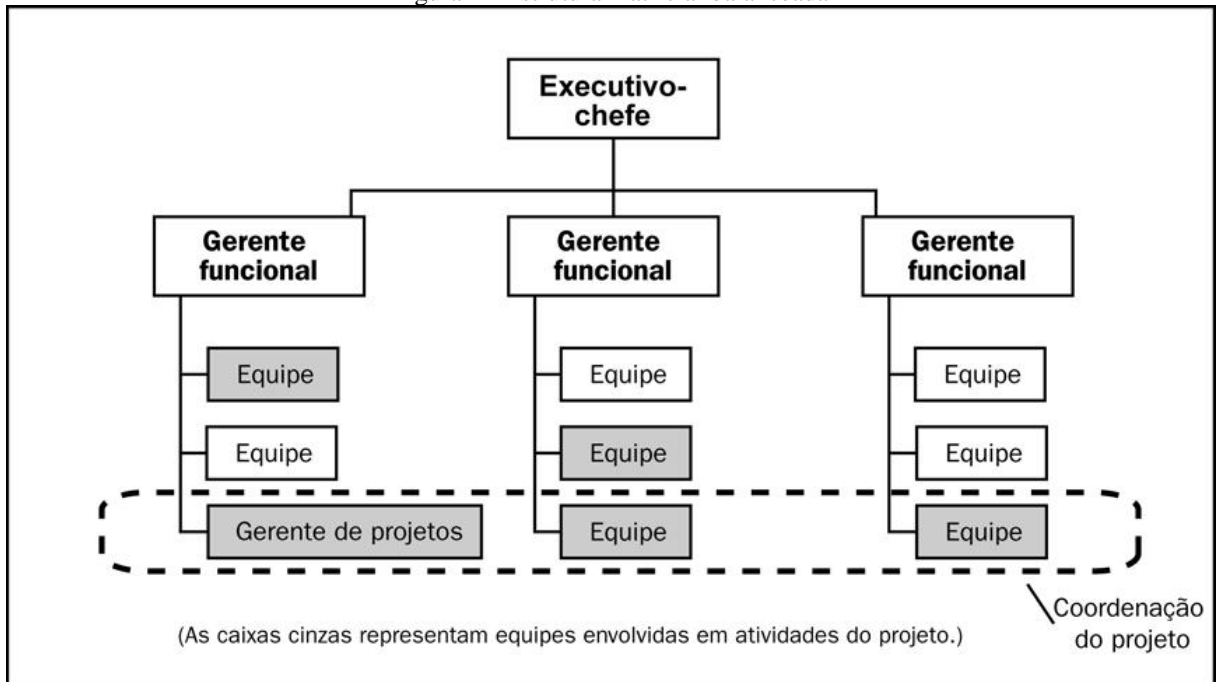 Executivo-
chefe
Gerente
funcional
Gerente
funcional
Gerente
funcional
Equipe
Equipe
Equipe
Equipe
Equipe
Equipe
Gerente de projetos
Equipe
Equipe
Coordenação
do projeto
(As caixas cinzas representam equipes envolvidas em atividades do projeto.)